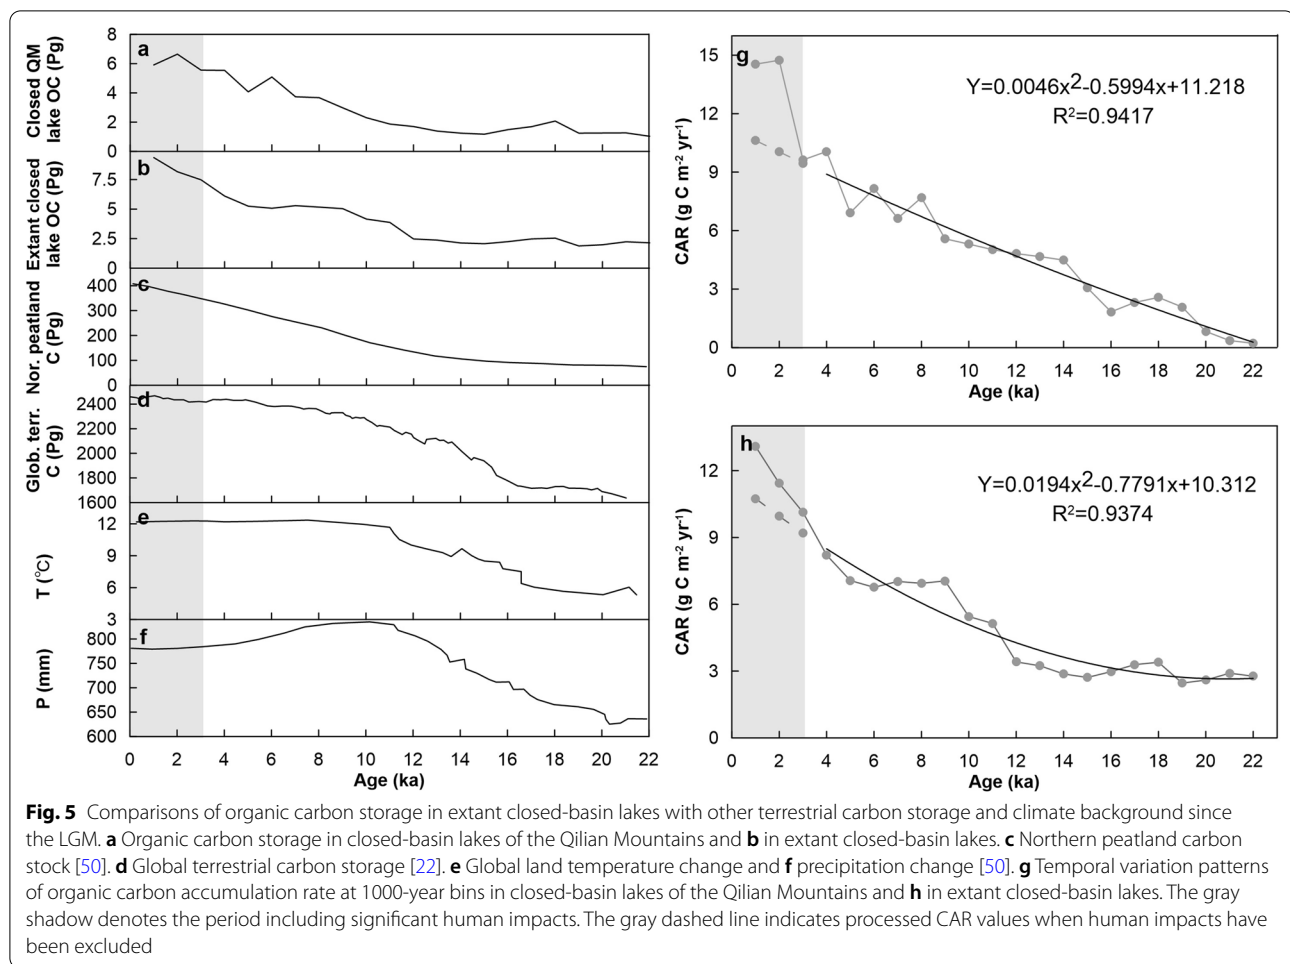 8
6
4
2
0
Closed QM
lake OC (Pg)
a
7.5
5
2.5
0
Extant closed
lake OC (Pg)
b
400
300
200
100
0
Nor. peatland
C (Pg)
c
2400
2200
2000
1800
1600
Glob. terr.
C (Pg)
d
12
9
6
3
T (°C)
e
800
750
700
650
600
P (mm)
f
0 2 4 6 8 10 12 14 16 18 20 22
Age (ka)
g
15
12
9
6
3
0
CAR (g C m-2 yr-1)
Y=0.0046x2-0.5994x+11.218
R2=0.9417
0 2 4 6 8 10 12 14 16 18 20 22
Age (ka)
h
12
9
6
3
0
CAR (g C m-2 yr-1)
Y=0.0194x2-0.7791x+10.312
R2=0.9374
0 2 4 6 8 10 12 14 16 18 20 22
Age (ka)
Fig. 5 Comparisons of organic carbon storage in extant closed-basin lakes with other terrestrial carbon storage and climate background since
the LGM. a Organic carbon storage in closed-basin lakes of the Qilian Mountains and b in extant closed-basin lakes. c Northern peatland carbon
stock [50]. d Global terrestrial carbon storage [22]. e Global land temperature change and f precipitation change [50]. g Temporal variation patterns
of organic carbon accumulation rate at 1000-year bins in closed-basin lakes of the Qilian Mountains and h in extant closed-basin lakes. The gray
shadow denotes the period including significant human impacts. The gray dashed line indicates processed CAR values when human impacts have
been excluded